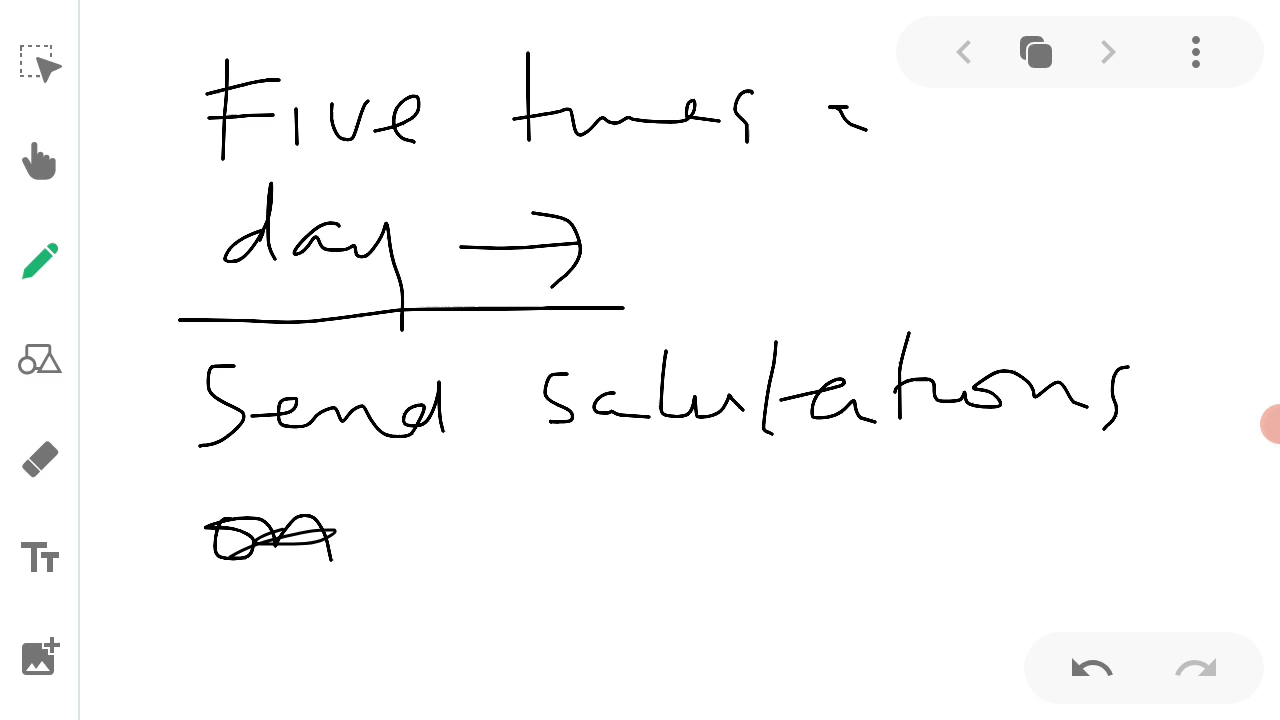 Five times a
day →
Send salutations